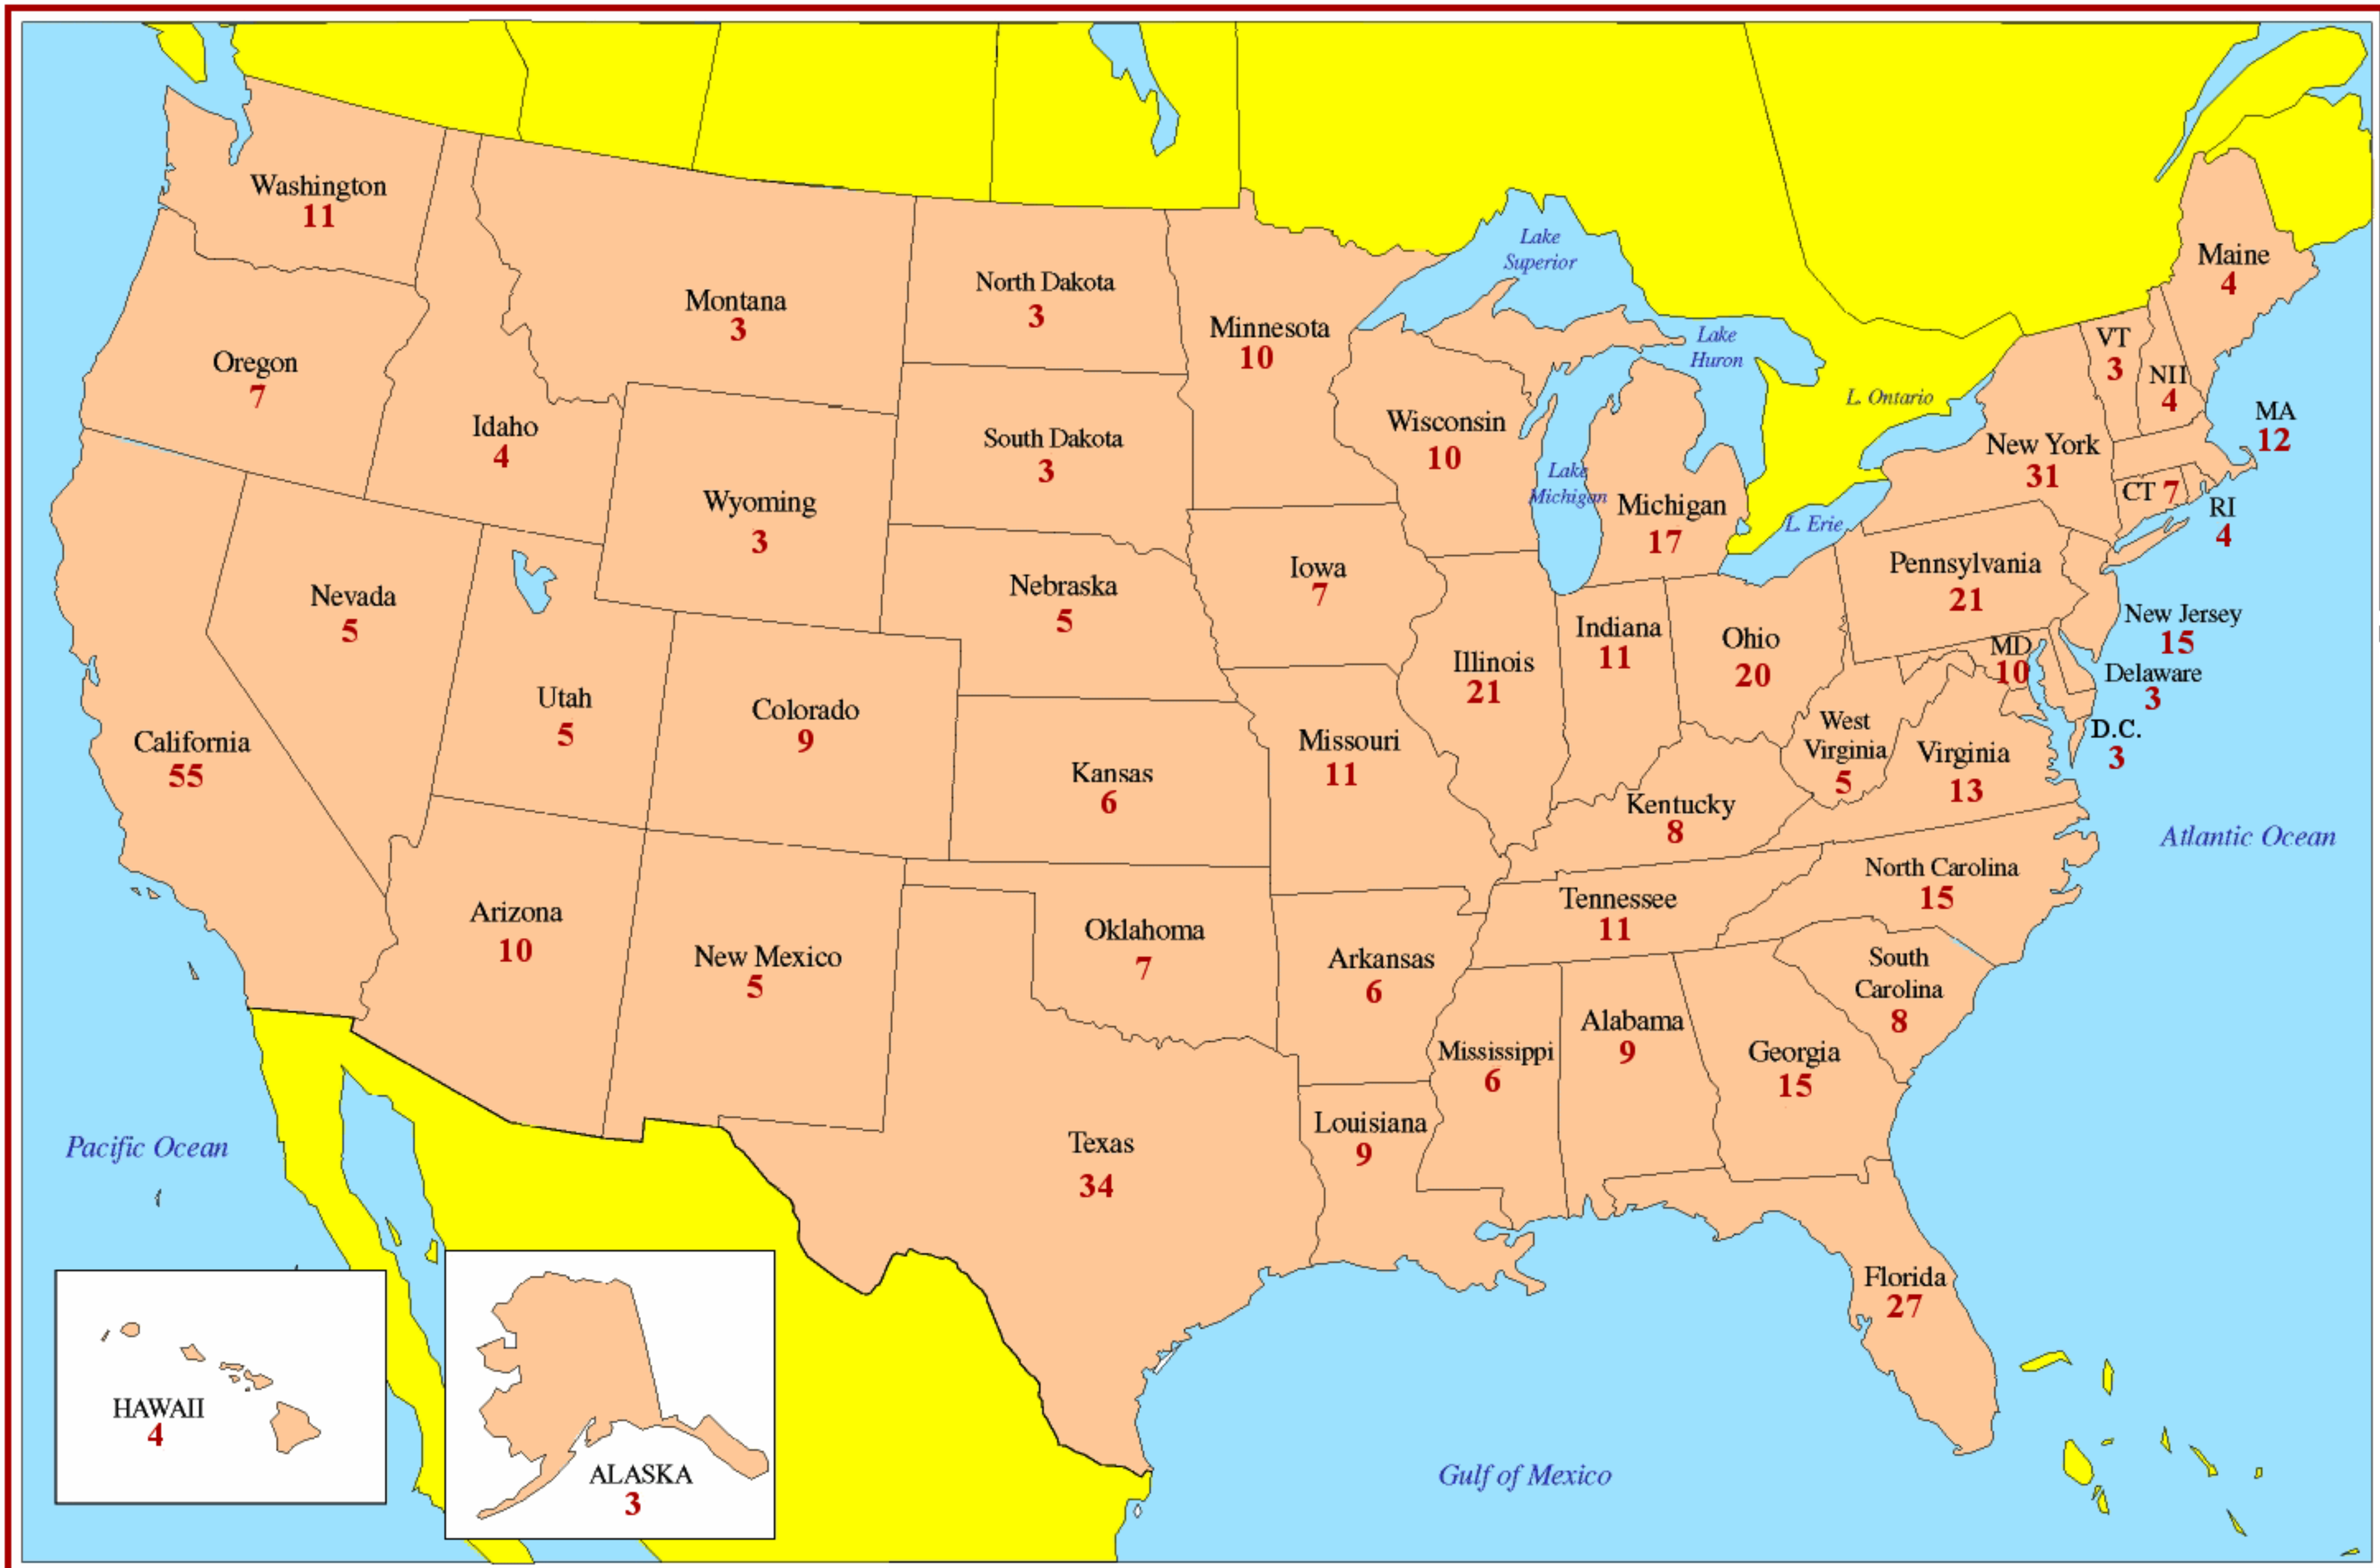 Washington
11
Oregon
7
California
55
Nevada
5
Idaho
4
Montana
3
Wyoming
3
Utah
5
Colorado
9
Arizona
10
New Mexico
5
North Dakota
3
South Dakota
3
Nebraska
5
Kansas
6
Oklahoma
7
Texas
34
Minnesota
10
Iowa
7
Missouri
11
Arkansas
6
Louisiana
9
Wisconsin
10
Illinois
21
Michigan
17
Indiana
11
Ohio
20
Kentucky
8
Tennessee
11
Mississippi
6
Alabama
9
Georgia
15
Florida
27
South
Carolina
8
North Carolina
15
Virginia
13
West
Virginia
5
MD
10
D.C.
3
Delaware
3
New Jersey
15
Pennsylvania
21
New York
31
CT 7
RI
4
MA
12
VT
3
NH
4
Maine
4
HAWAII
4
ALASKA
3
Lake
Superior
Lake
Michigan
Lake
Huron
L. Ontario
L. Erie
Atlantic Ocean
Pacific Ocean
Gulf of Mexico